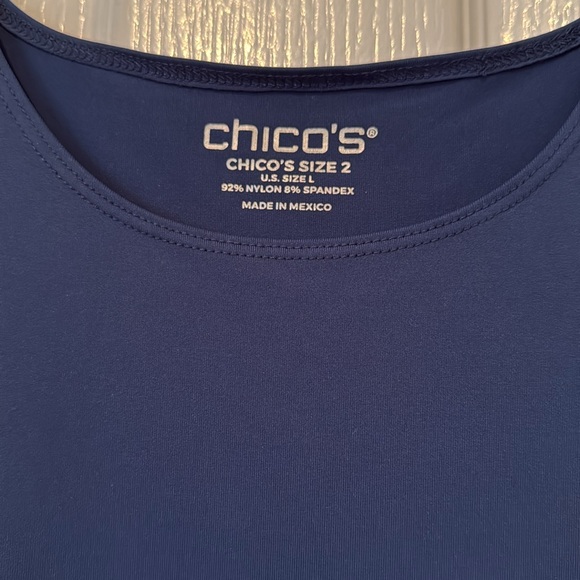 chico's®
CHICO'S SIZE 2
U.S. SIZE L
92% NYLON 8% SPANDEX
MADE IN MEXICO